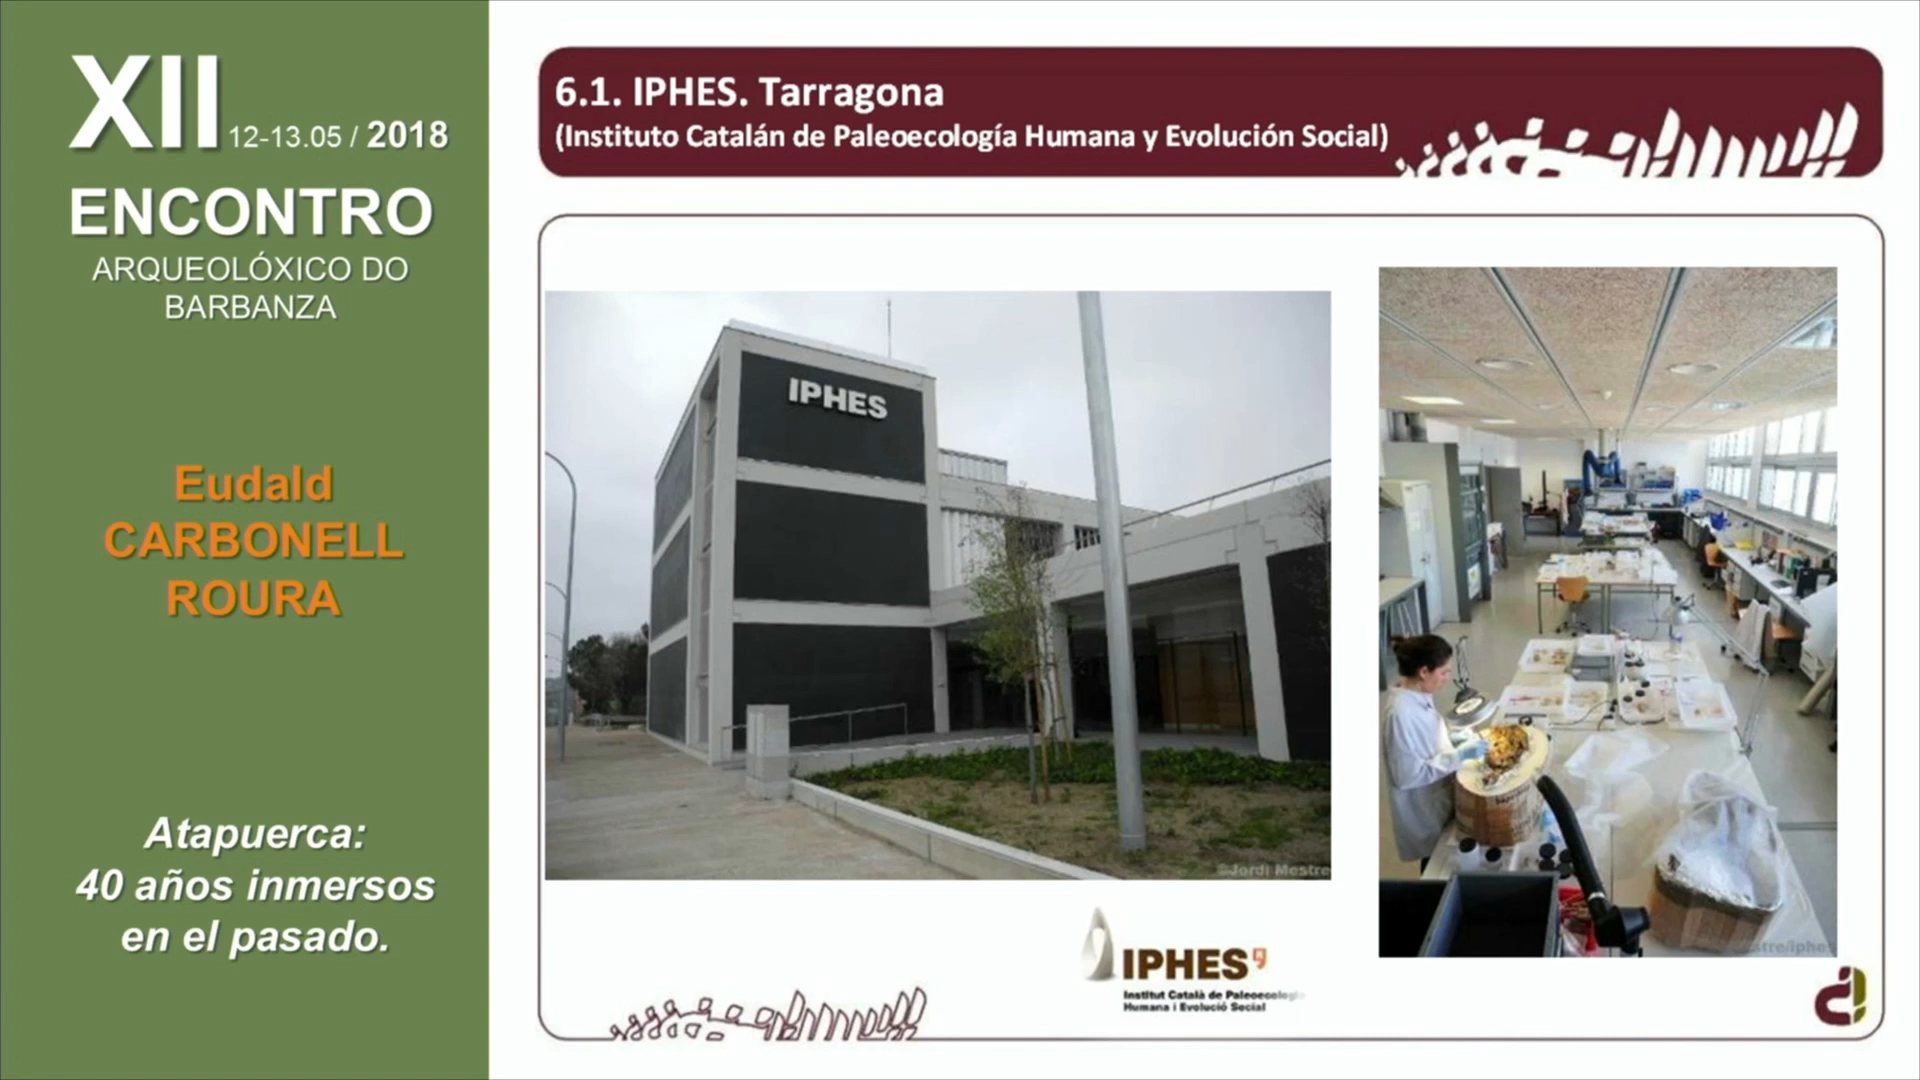 XII 12-13.05 / 2018
ENCONTRO
ARQUEOLÓXICO DO
BARBANZA
Eudald
CARBONELL
ROURA
Atapuerca:
40 años inmersos
en el pasado.
6.1. IPHES. Tarragona
(Instituto Catalán de Paleoecología Humana y Evolución Social)
IPHES
©Jordi Mestre
IPHES
Institut Català de Paleoecologia
Humana i Evolució Social